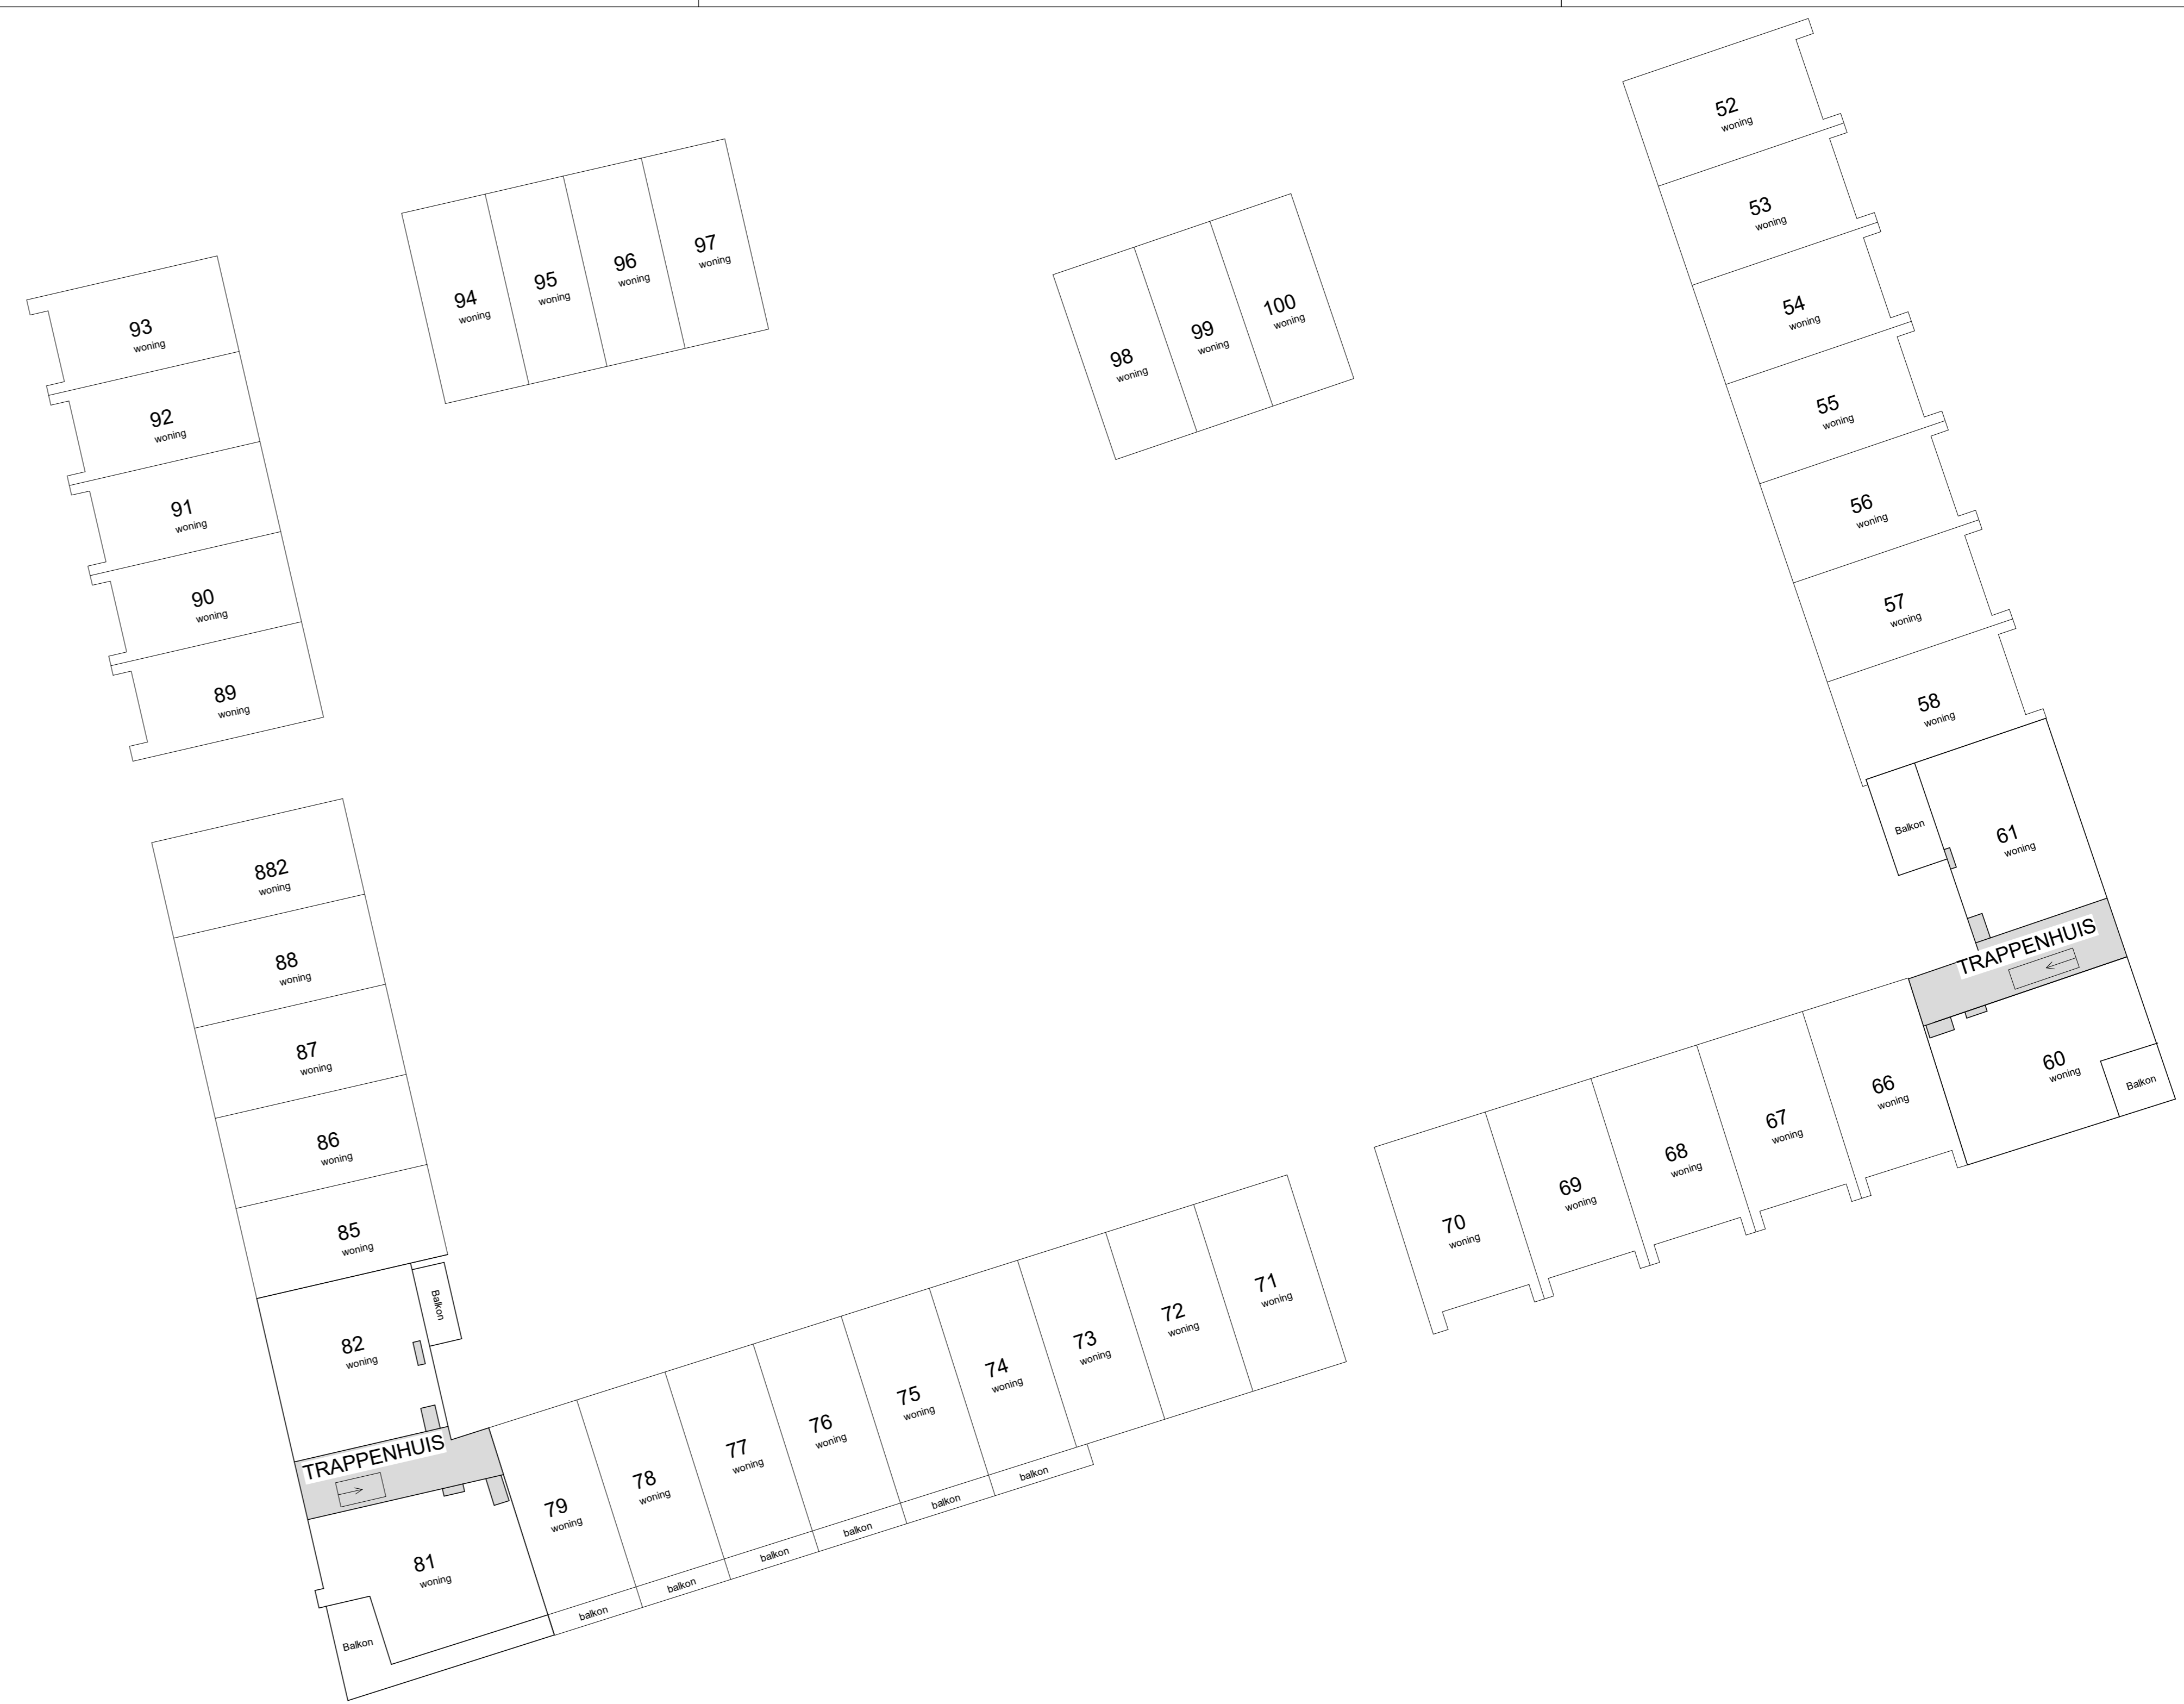 52
woning
53
woning
54
woning
55
woning
56
woning
57
woning
58
woning
Balkon
61
woning
TRAPPENHUIS
60
woning
Balkon
66
woning
67
woning
68
woning
69
woning
70
woning
71
woning
72
woning
73
woning
74
woning
balkon
75
woning
balkon
76
woning
balkon
77
woning
balkon
78
woning
balkon
79
woning
balkon
81
woning
Balkon
TRAPPENHUIS
82
woning
Balkon
85
woning
86
woning
87
woning
88
woning
882
woning
89
woning
90
woning
91
woning
92
woning
93
woning
94
woning
95
woning
96
woning
97
woning
98
woning
99
woning
100
woning